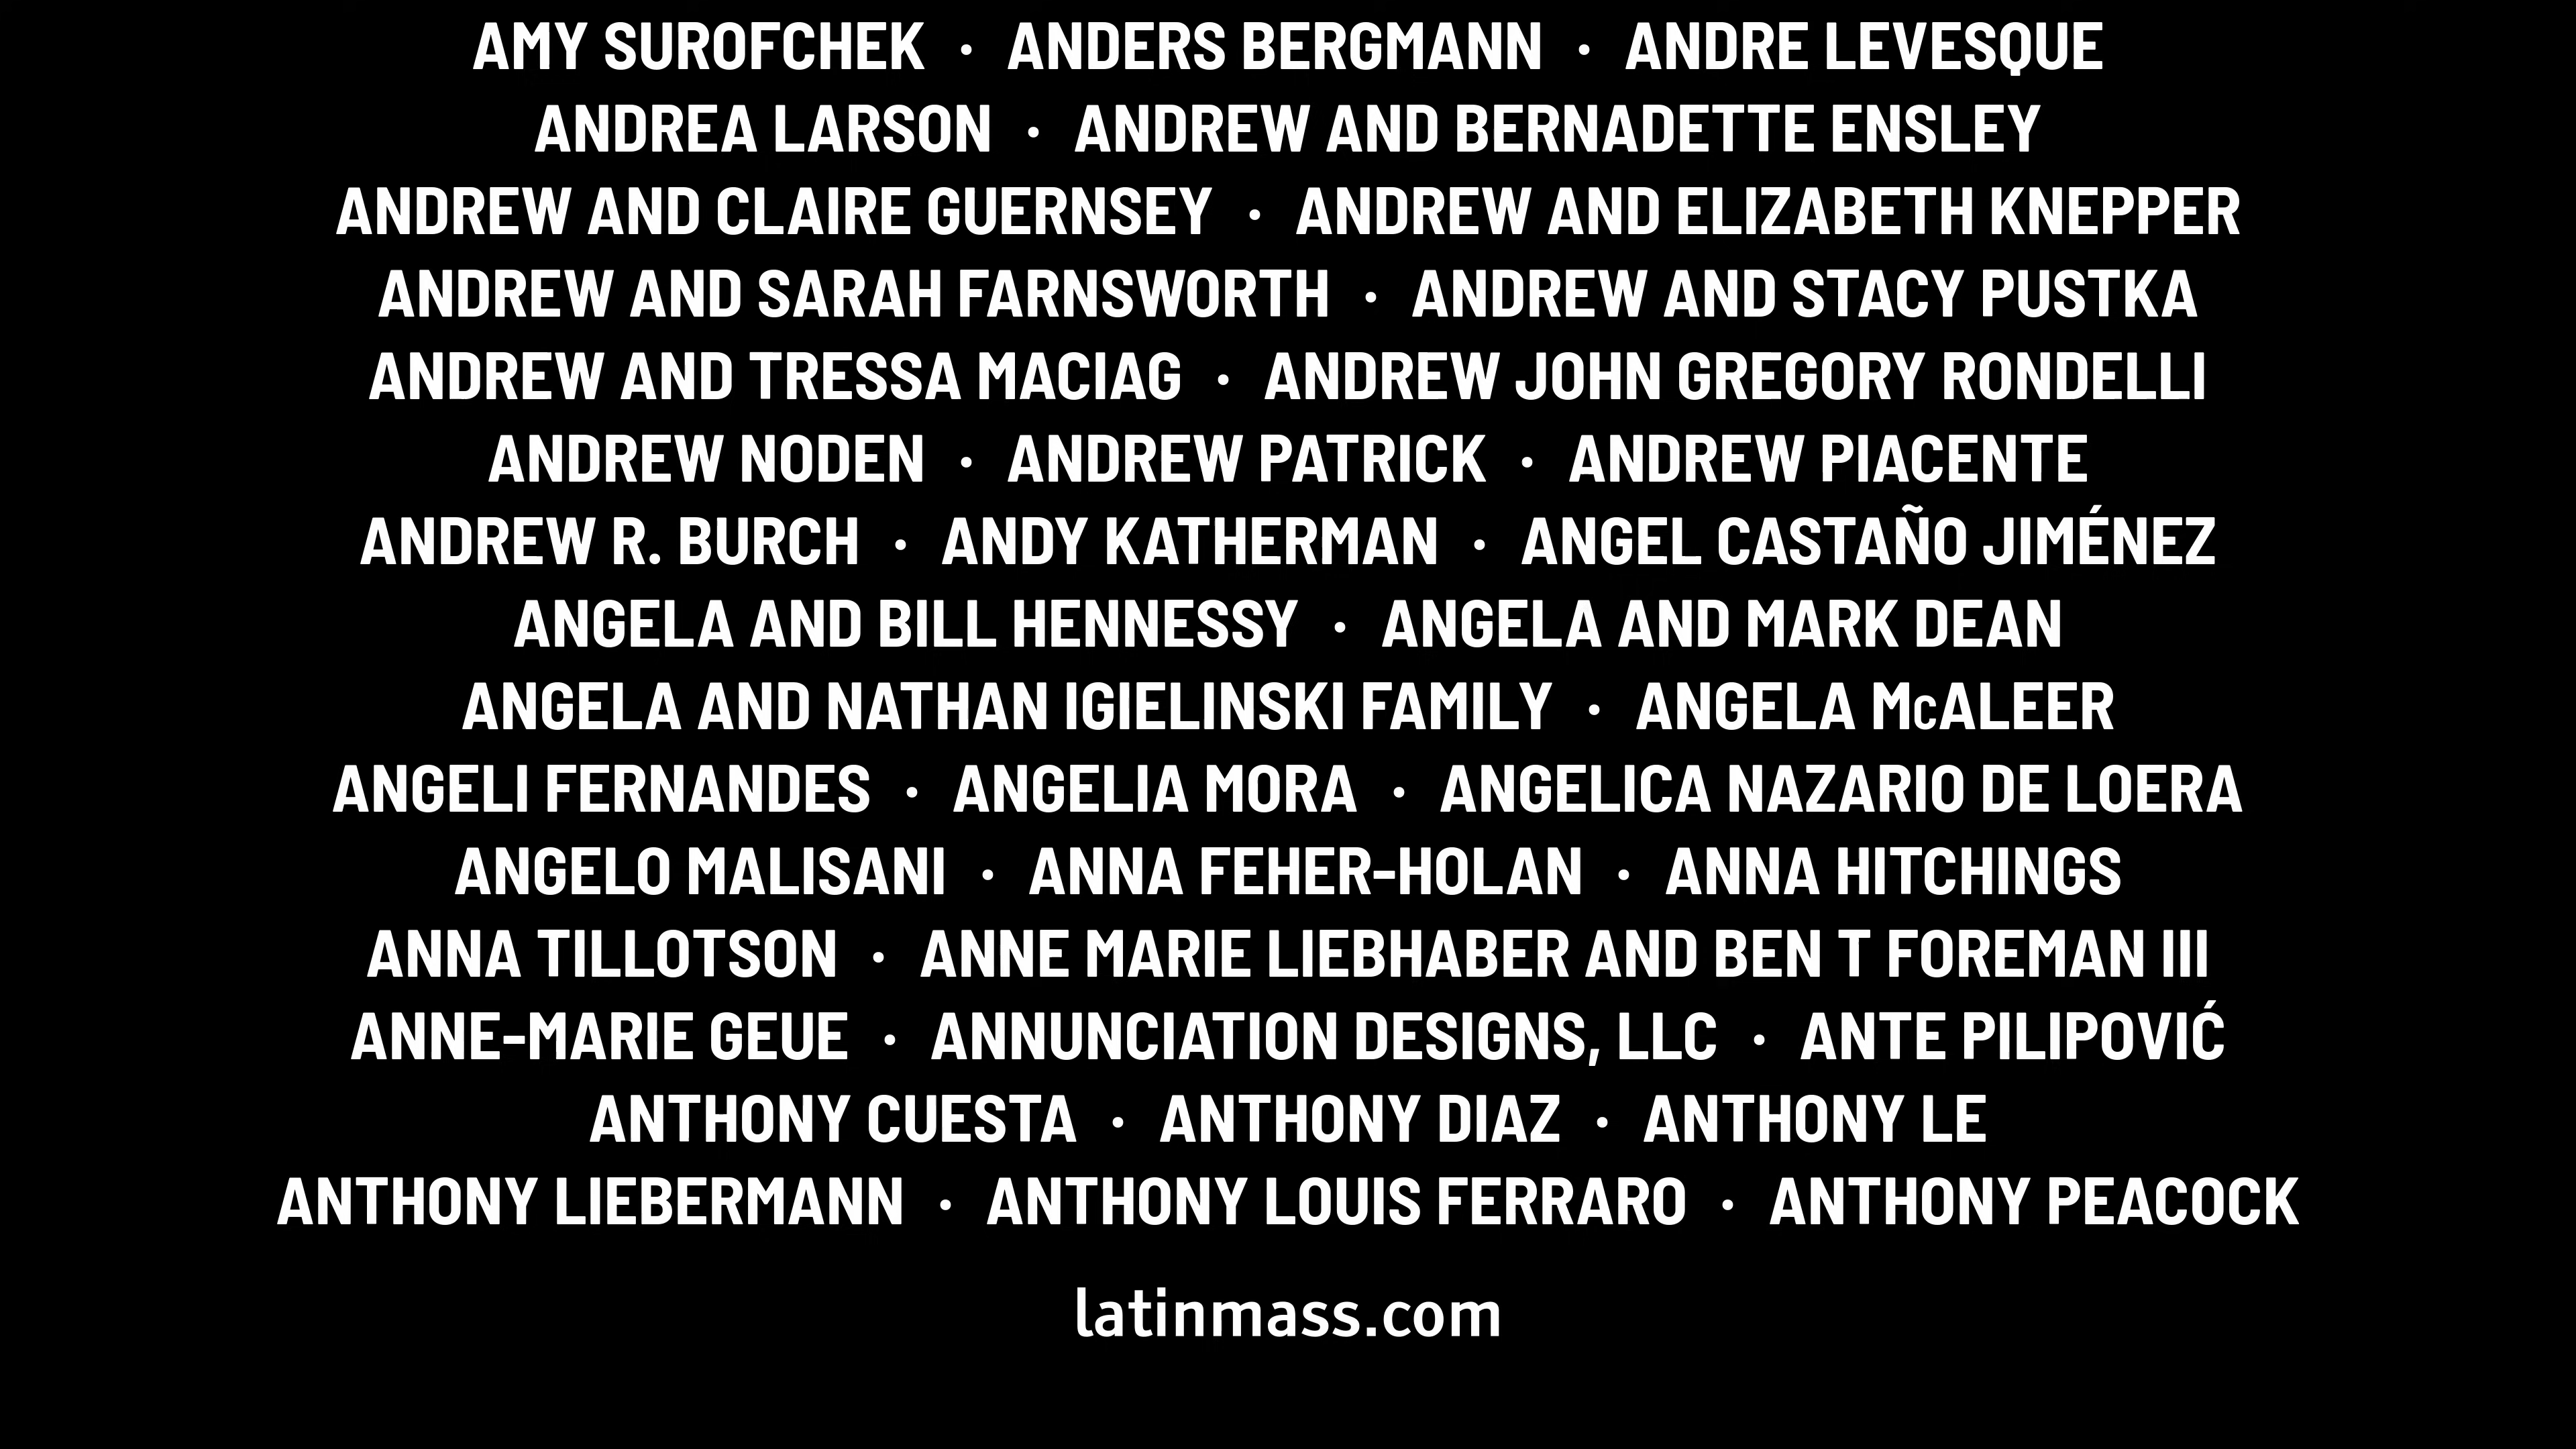 AMY SUROFCHEK · ANDERS BERGMANN · ANDRE LEVESQUE
ANDREA LARSON · ANDREW AND BERNADETTE ENSLEY
ANDREW AND CLAIRE GUERNSEY · ANDREW AND ELIZABETH KNEPPER
ANDREW AND SARAH FARNSWORTH · ANDREW AND STACY PUSTKA
ANDREW AND TRESSA MACIAG · ANDREW JOHN GREGORY RONDELLI
ANDREW NODEN · ANDREW PATRICK · ANDREW PIACENTE
ANDREW R. BURCH · ANDY KATHERMAN · ANGEL CASTAÑO JIMÉNEZ
ANGELA AND BILL HENNESSY · ANGELA AND MARK DEAN
ANGELA AND NATHAN IGIELINSKI FAMILY · ANGELA McALEER
ANGELI FERNANDES · ANGELIA MORA · ANGELICA NAZARIO DE LOERA
ANGELO MALISANI · ANNA FEHER-HOLAN · ANNA HITCHINGS
ANNA TILLOTSON · ANNE MARIE LIEBHABER AND BEN T FOREMAN III
ANNE-MARIE GEUE · ANNUNCIATION DESIGNS, LLC · ANTE PILIPOVIĆ
ANTHONY CUESTA · ANTHONY DIAZ · ANTHONY LE
ANTHONY LIEBERMANN · ANTHONY LOUIS FERRARO · ANTHONY PEACOCK
latinmass.com